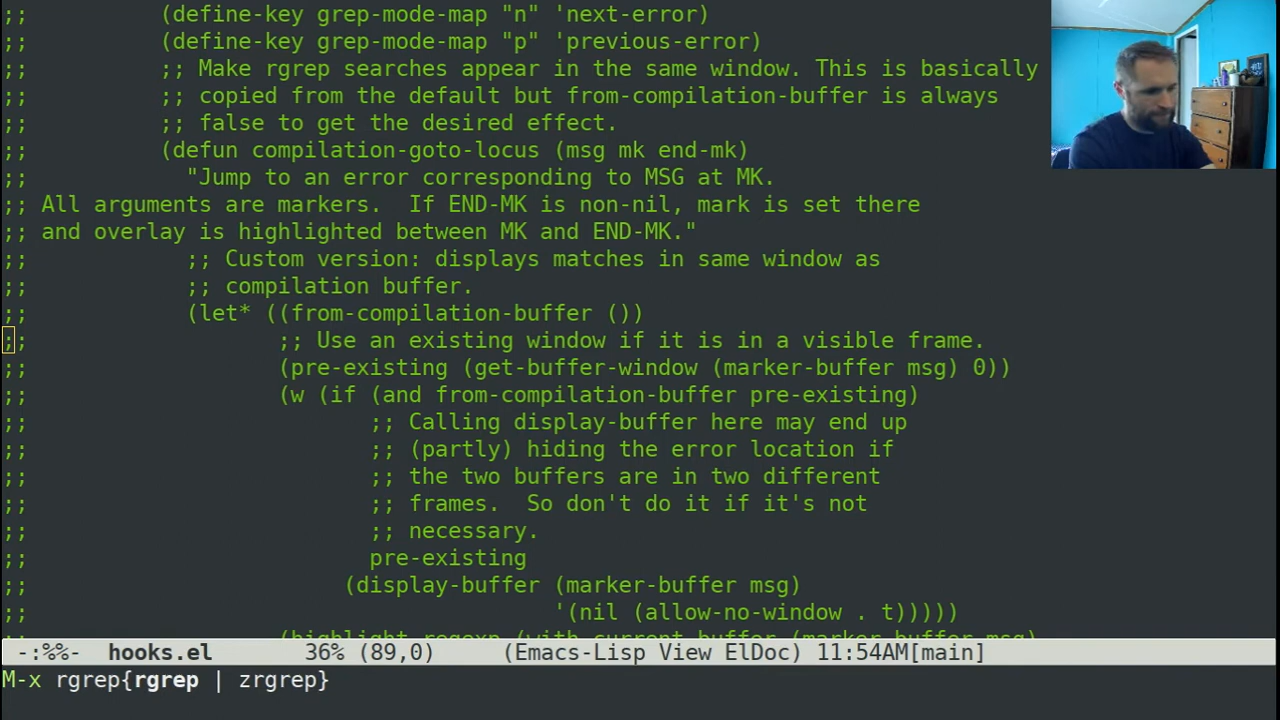 ;; (define-key grep-mode-map "n" 'next-error)
;; (define-key grep-mode-map "p" 'previous-error)
;; ;; Make rgrep searches appear in the same window. This is basically
;; ;; copied from the default but from-compilation-buffer is always
;; ;; false to get the desired effect.
;; (defun compilation-goto-locus (msg mk end-mk)
;; "Jump to an error corresponding to MSG at MK.
;; All arguments are markers.  If END-MK is non-nil, mark is set there
;; and overlay is highlighted between MK and END-MK."
;; ;; Custom version: displays matches in same window as
;; ;; compilation buffer.
;; (let* ((from-compilation-buffer ())
;; ;; Use an existing window if it is in a visible frame.
;; (pre-existing (get-buffer-window (marker-buffer msg) 0))
;; (w (if (and from-compilation-buffer pre-existing)
;; ;; Calling display-buffer here may end up
;; ;; (partly) hiding the error location if
;; ;; the two buffers are in two different
;; ;; frames.  So don't do it if it's not
;; ;; necessary.
;; pre-existing
;; (display-buffer (marker-buffer msg)
;; '(nil (allow-no-window . t)))))
;; (highlight-regexp (with-current-buffer (marker-buffer msg)
-:%%-  hooks.el  36% (89,0)  (Emacs-Lisp View ElDoc) 11:54AM[main]
M-x rgrep{rgrep | zrgrep}